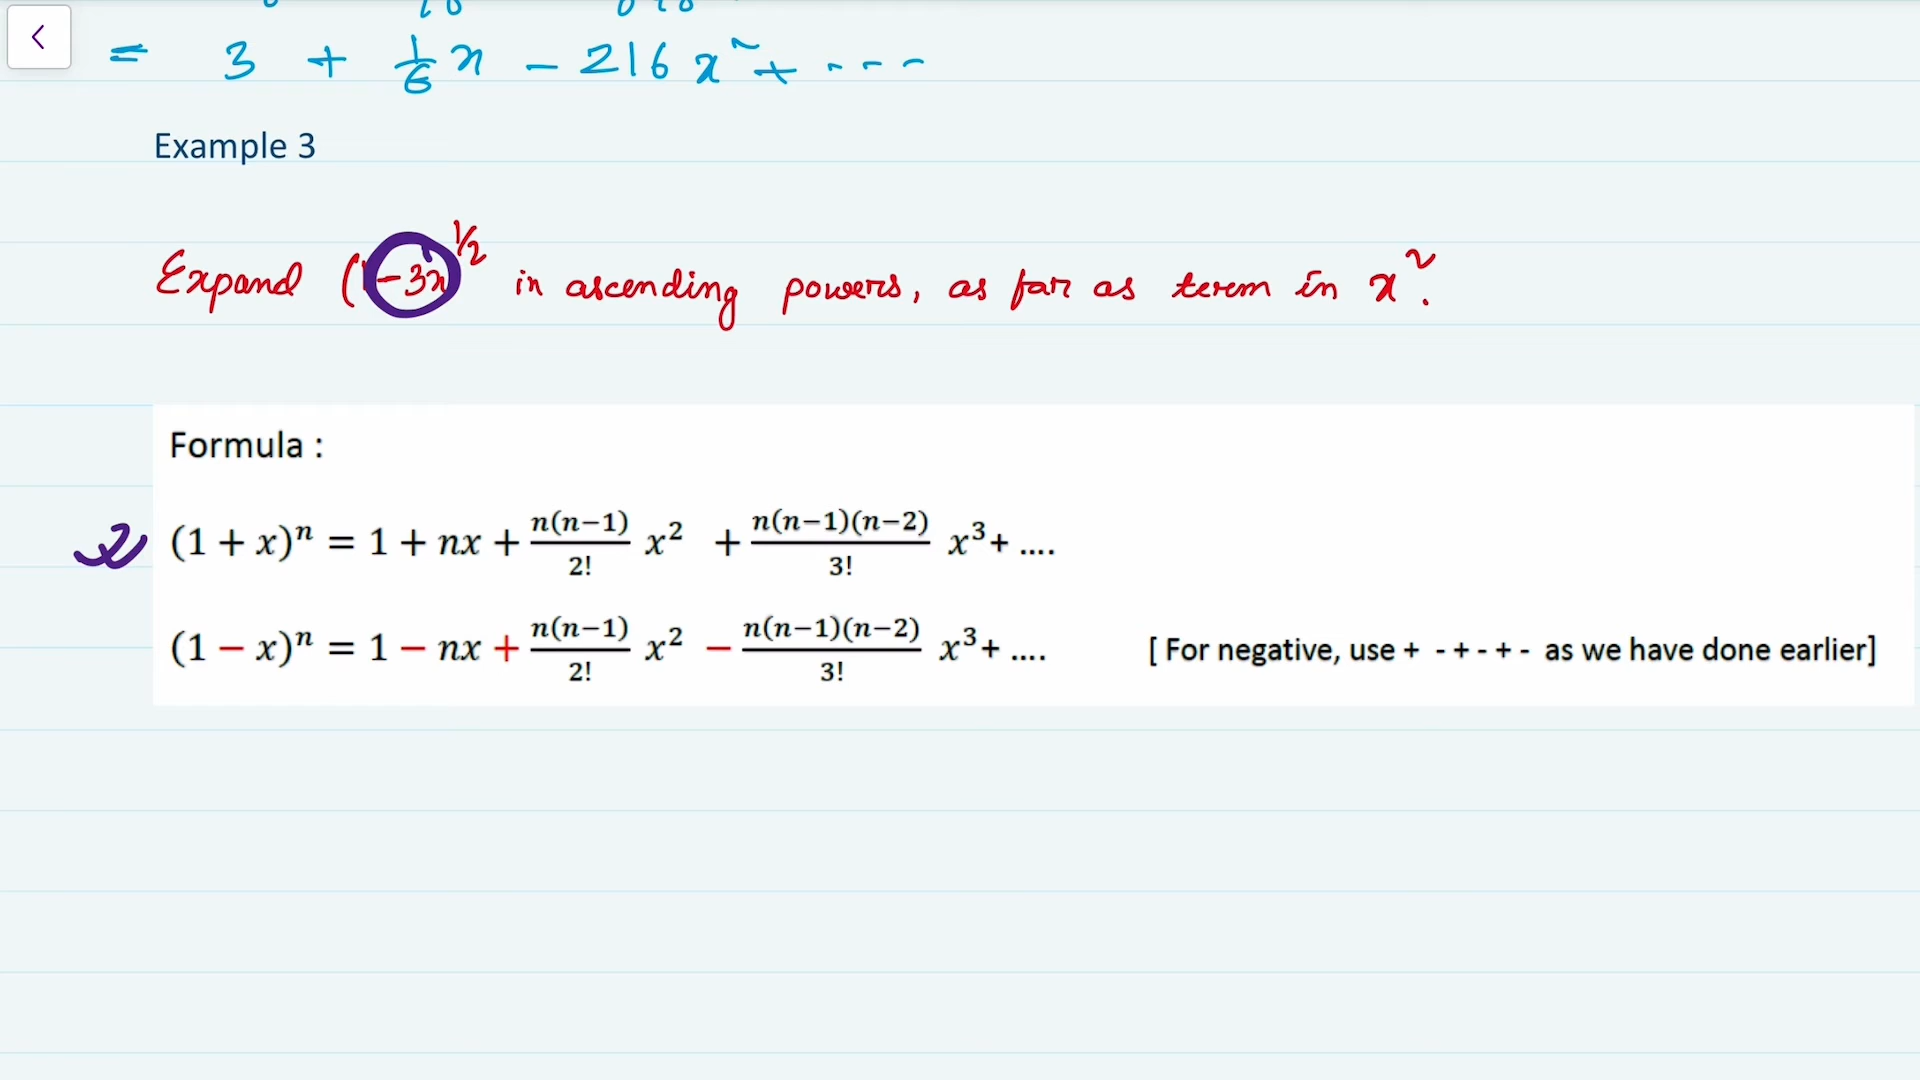 = 3 + 1/6 x - 216 x² + ----
Example 3
Expand (1-3x)^1/2 in ascending powers, as far as term in x².
Formula :
(1 + x)ⁿ = 1 + nx + n(n−1)/2! x² + n(n−1)(n−2)/3! x³+ ....
(1 − x)ⁿ = 1 − nx + n(n−1)/2! x² − n(n−1)(n−2)/3! x³+ .... [ For negative, use + - + - + - as we have done earlier]